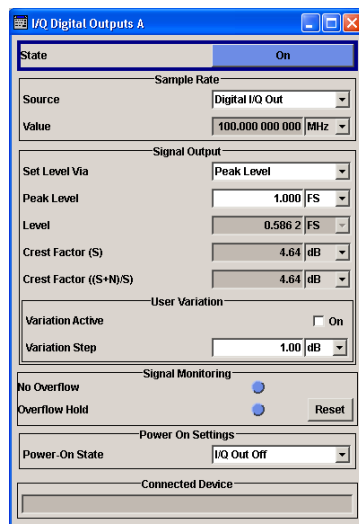 I/Q Digital Outputs A
State On
Sample Rate
Source Digital I/Q Out
Value 100.000 000 000 MHz
Signal Output
Set Level Via Peak Level
Peak Level 1.000 FS
Level 0.586 2 FS
Crest Factor (S) 4.64 dB
Crest Factor ((S+N)/S) 4.64 dB
User Variation
Variation Active On
Variation Step 1.00 dB
Signal Monitoring
No Overflow
Overflow Hold Reset
Power On Settings
Power-On State I/Q Out Off
Connected Device